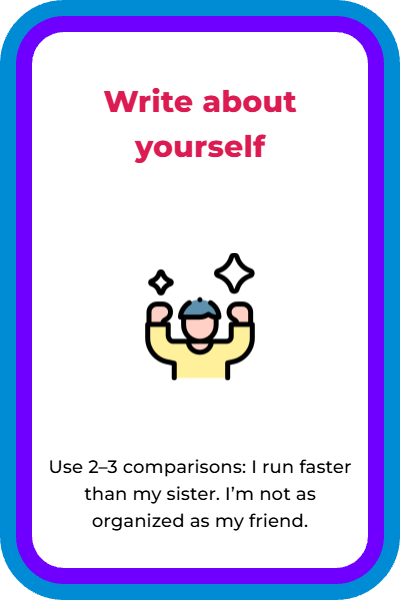 Write about
yourself
Use 2–3 comparisons: I run faster
than my sister. I’m not as
organized as my friend.